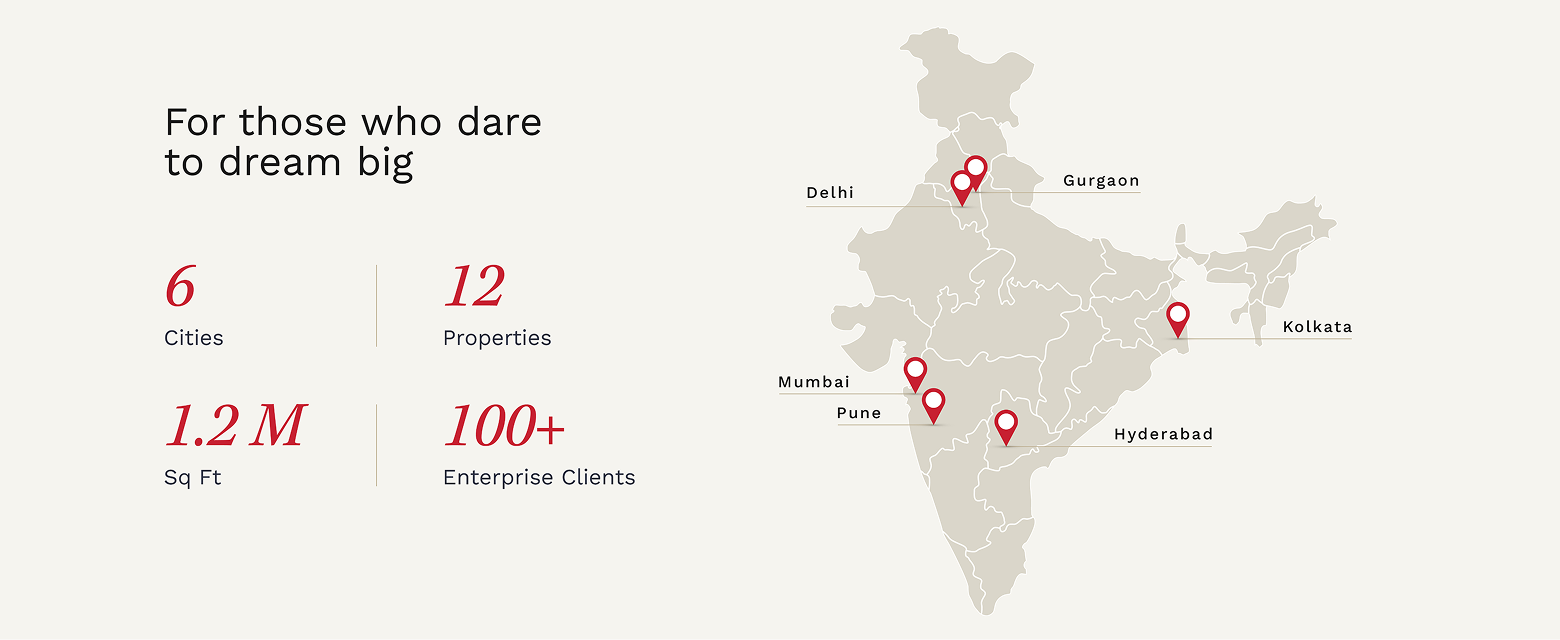 For those who dare
to dream big
6
Cities
12
Properties
1.2 M
Sq Ft
100+
Enterprise Clients
Delhi
Gurgaon
Kolkata
Mumbai
Pune
Hyderabad